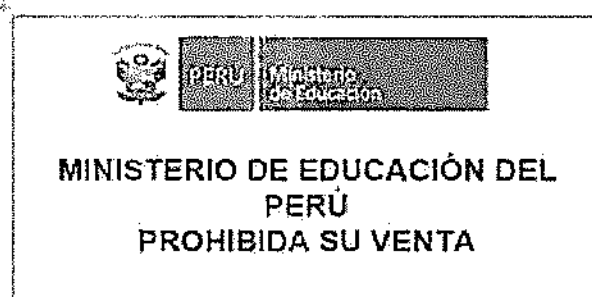 PERÚ Ministerio
de Educación
MINISTERIO DE EDUCACIÓN DEL
PERÚ
PROHIBIDA SU VENTA